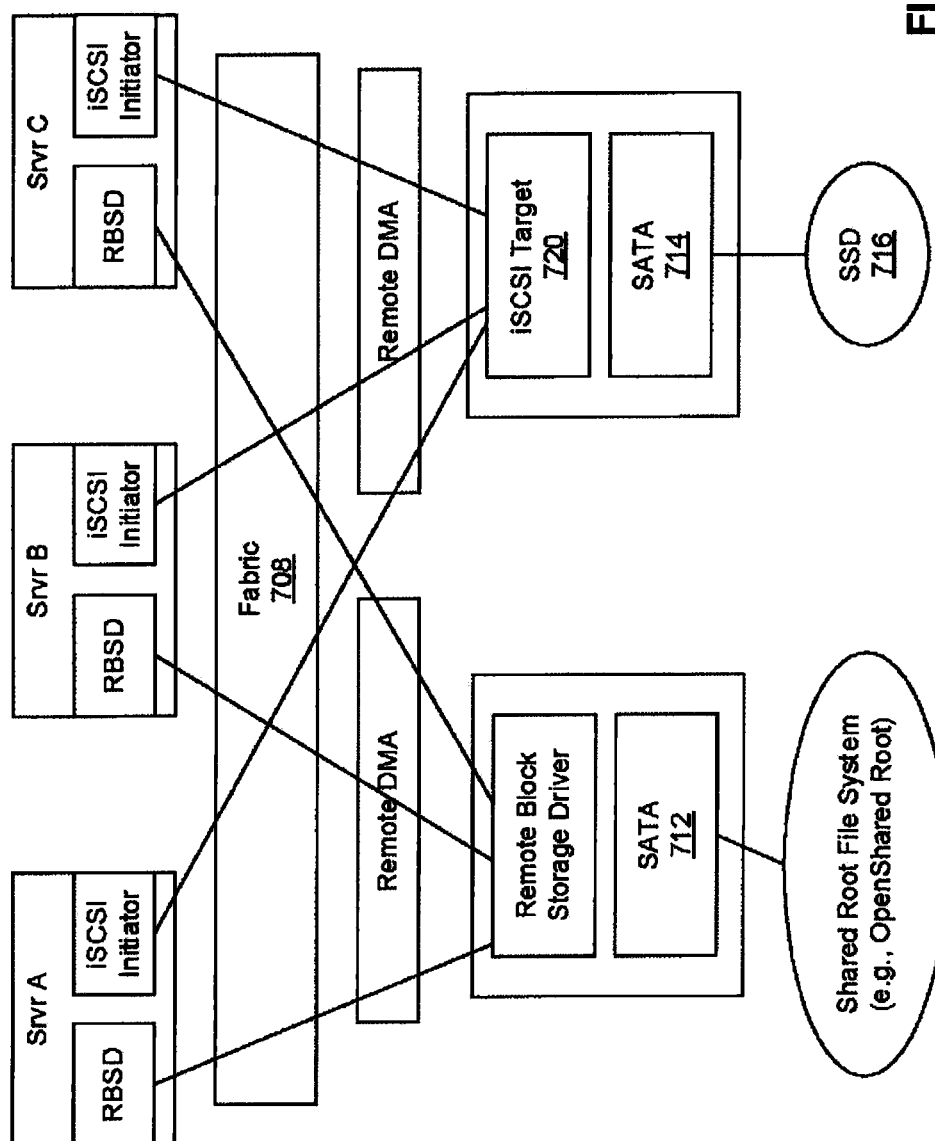 Srvr A
RBSD
iSCSI
Initiator
Srvr B
RBSD
iSCSI
Initiator
Srvr C
RBSD
iSCSI
Initiator
Fabric
708
Remote DMA
Remote DMA
Remote Block
Storage Driver
SATA
712
iSCSI Target
720
SATA
714
Shared Root File System
(e.g., OpenShared Root)
SSD
716